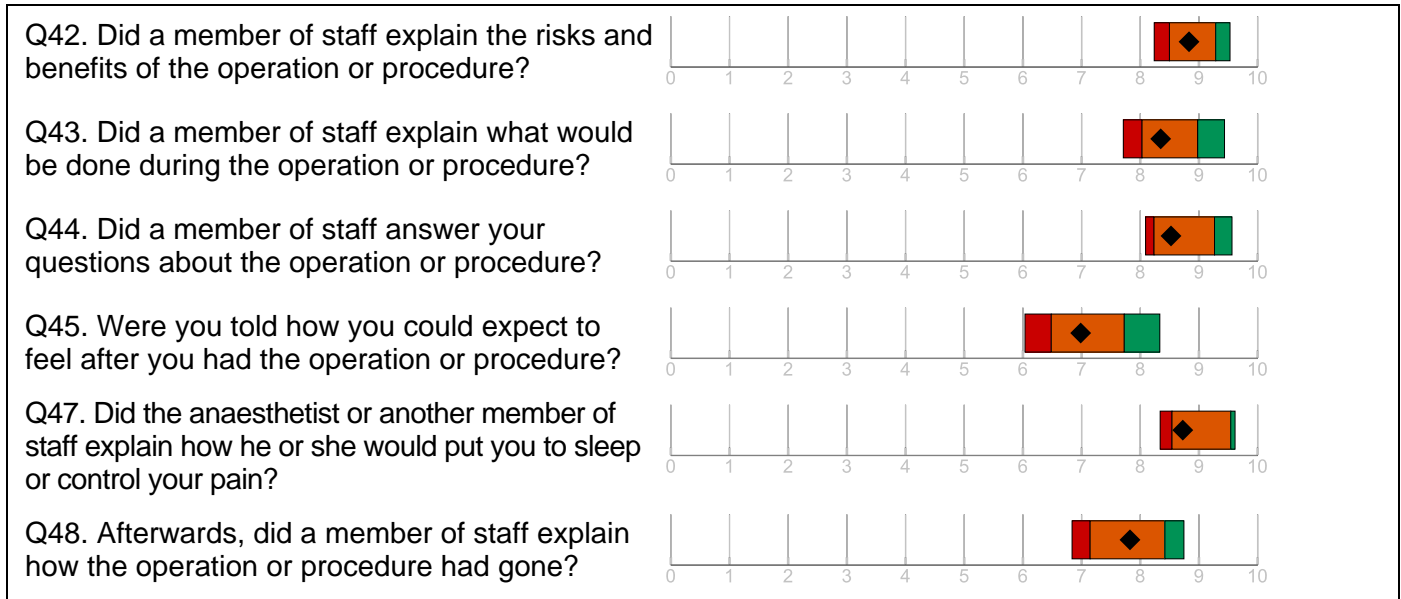 Q42. Did a member of staff explain the risks and
benefits of the operation or procedure?
0 1 2 3 4 5 6 7 8 9 10
Q43. Did a member of staff explain what would
be done during the operation or procedure?
0 1 2 3 4 5 6 7 8 9 10
Q44. Did a member of staff answer your
questions about the operation or procedure?
0 1 2 3 4 5 6 7 8 9 10
Q45. Were you told how you could expect to
feel after you had the operation or procedure?
0 1 2 3 4 5 6 7 8 9 10
Q47. Did the anaesthetist or another member of
staff explain how he or she would put you to sleep
or control your pain?
0 1 2 3 4 5 6 7 8 9 10
Q48. Afterwards, did a member of staff explain
how the operation or procedure had gone?
0 1 2 3 4 5 6 7 8 9 10